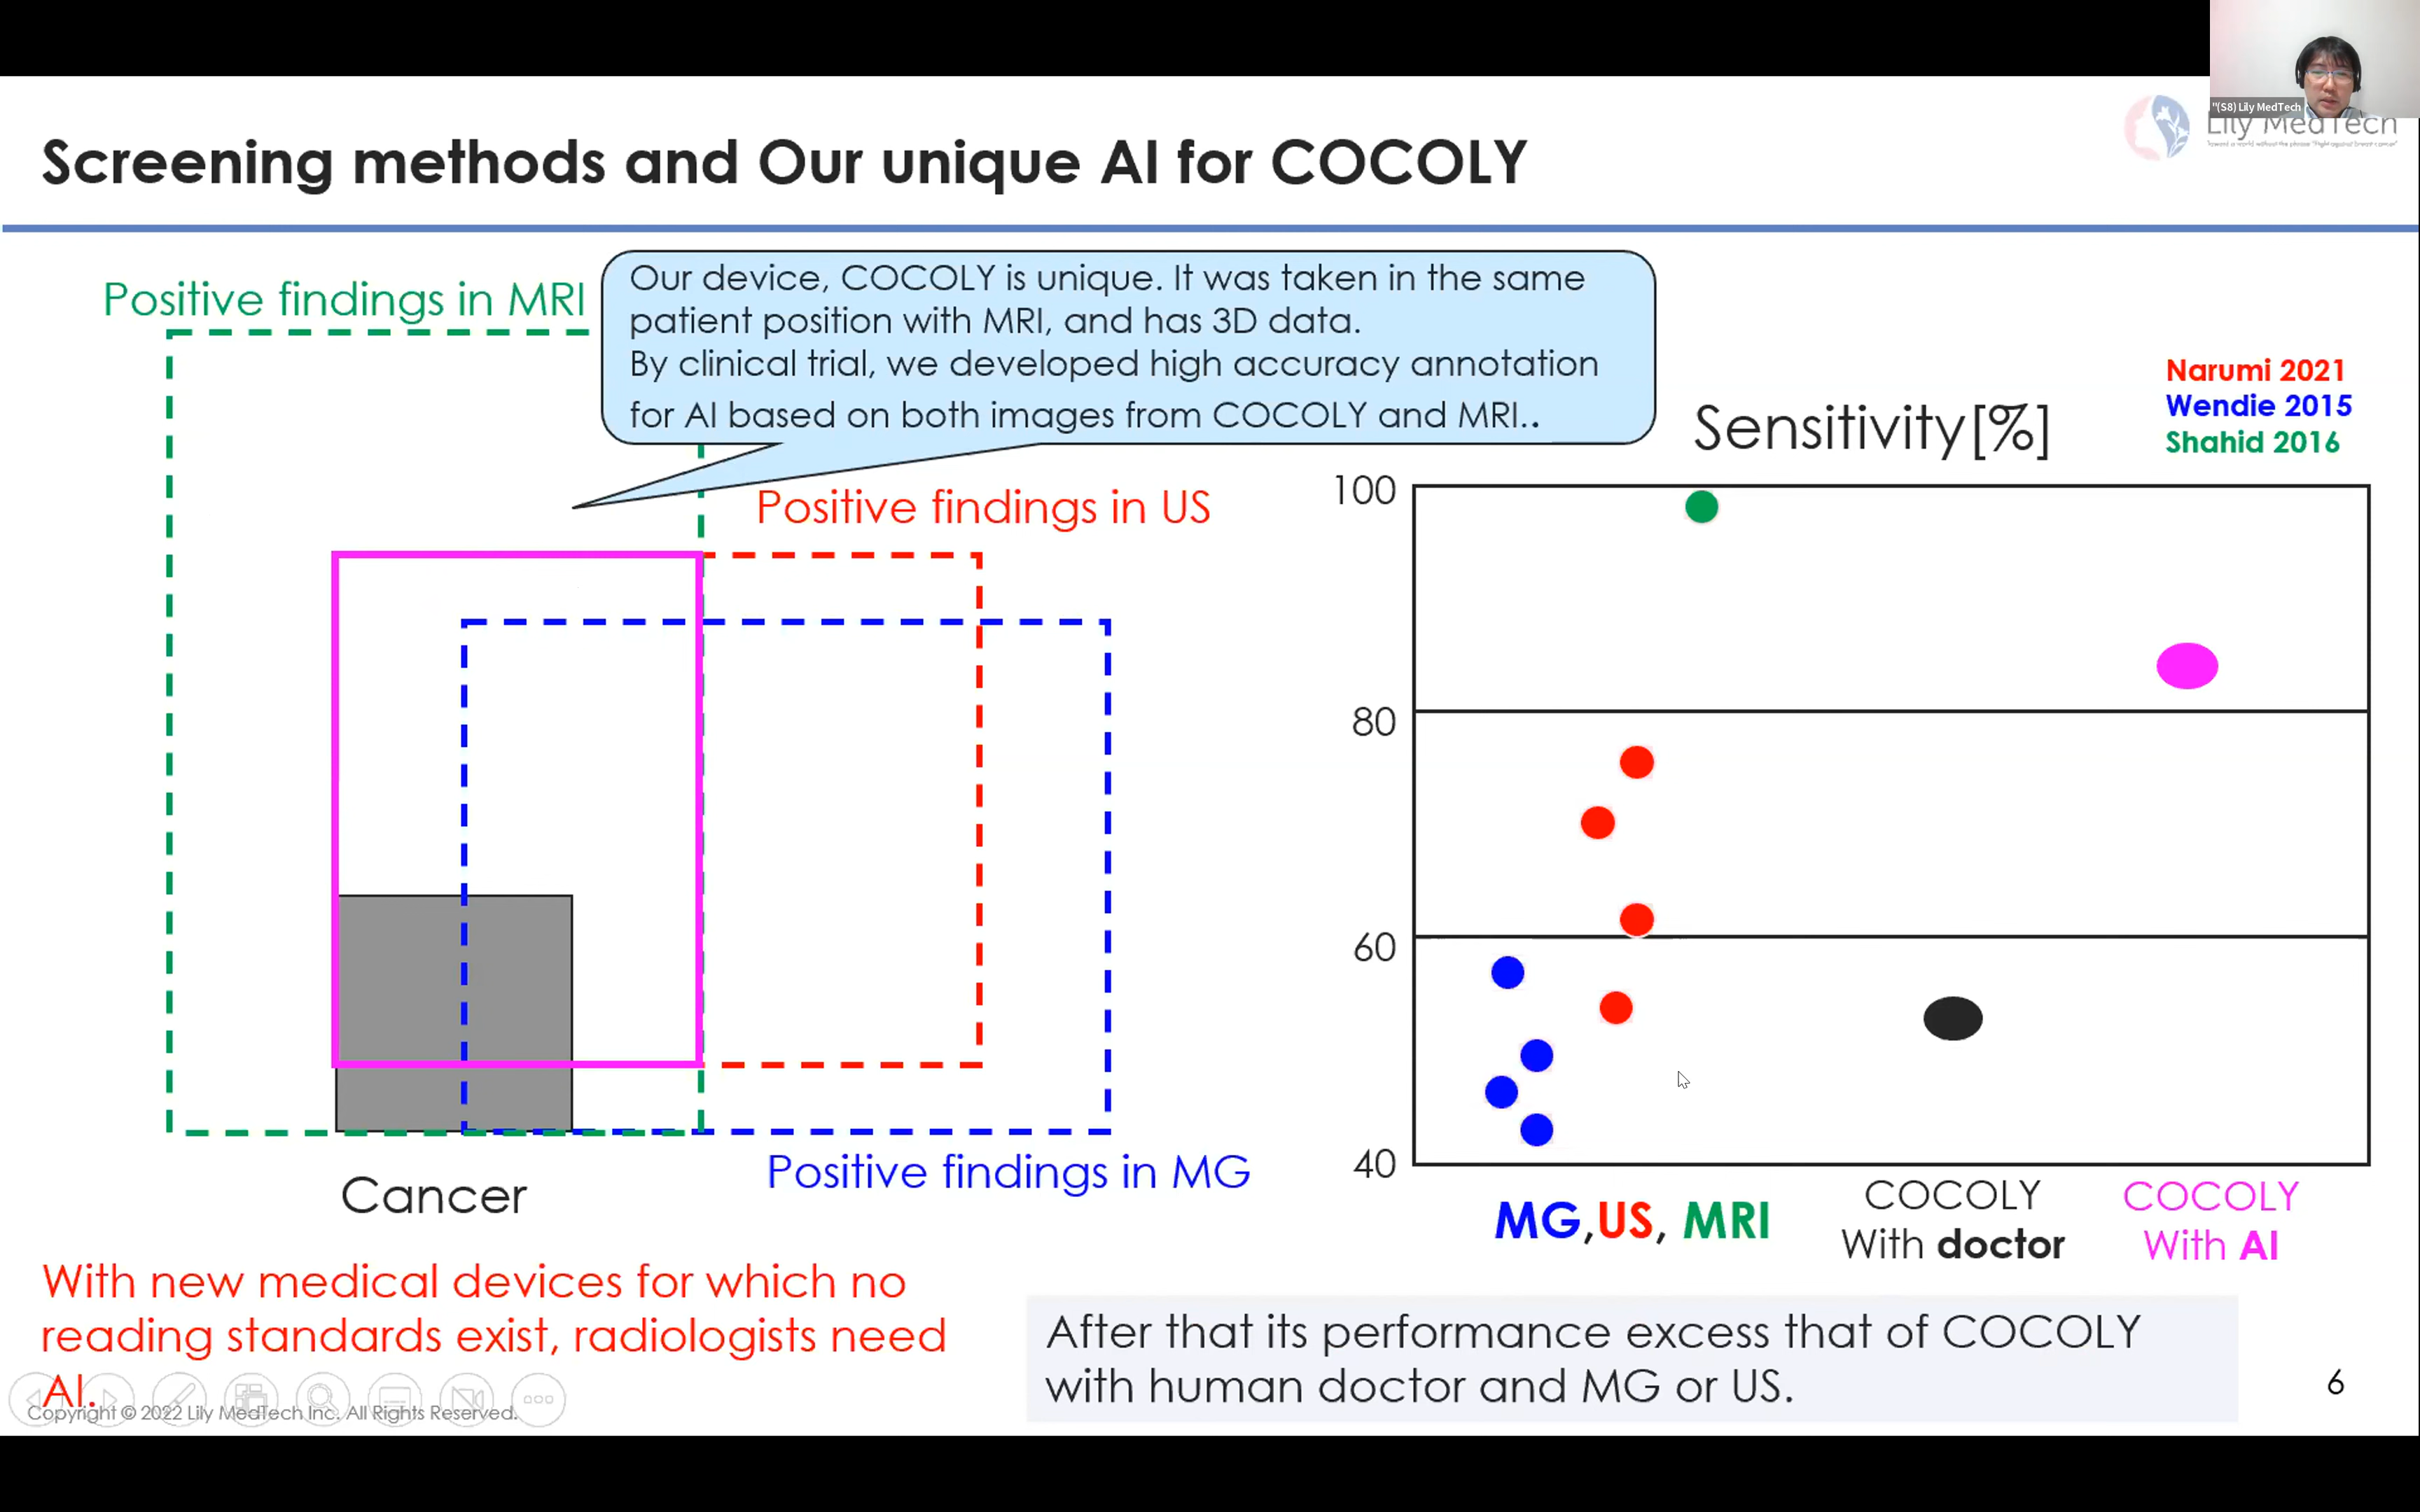 "(S8) Lily MedTech
Lily MedTech
Screening methods and Our unique AI for COCOLY
Positive findings in MRI
Our device, COCOLY is unique. It was taken in the same
patient position with MRI, and has 3D data.
By clinical trial, we developed high accuracy annotation
for AI based on both images from COCOLY and MRI..
Positive findings in US
Positive findings in MG
Cancer
With new medical devices for which no
reading standards exist, radiologists need
AI.
Narumi 2021
Wendie 2015
Shahid 2016
Sensitivity[%]
100
80
60
40
MG,US, MRI
COCOLY
With doctor
COCOLY
With AI
After that its performance excess that of COCOLY
with human doctor and MG or US.
Copyright © 2022 Lily MedTech Inc. All Rights Reserved.
6